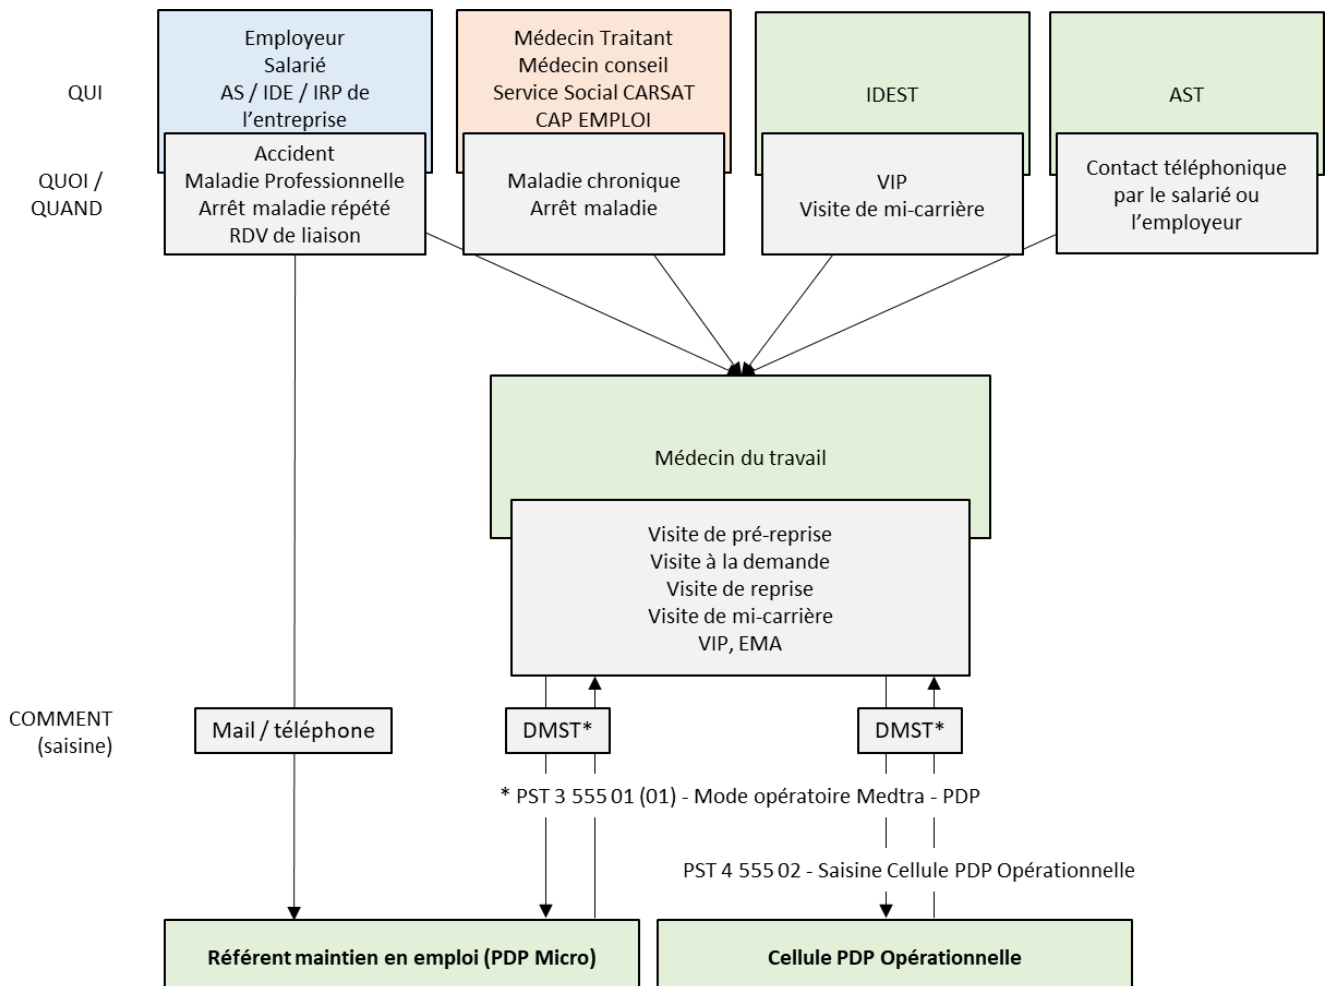 QUI
Employeur
Salarié
AS / IDE / IRP de
l’entreprise
Médecin Traitant
Médecin conseil
Service Social CARSAT
CAP EMPLOI
IDEST
AST
QUOI /
QUAND
Accident
Maladie Professionnelle
Arrêt maladie répété
RDV de liaison
Maladie chronique
Arrêt maladie
VIP
Visite de mi-carrière
Contact téléphonique
par le salarié ou
l’employeur
Médecin du travail
Visite de pré-reprise
Visite à la demande
Visite de reprise
Visite de mi-carrière
VIP, EMA
COMMENT
(saisine)
Mail / téléphone
DMST*
DMST*
* PST 3 555 01 (01) - Mode opératoire Medtra - PDP
PST 4 555 02 - Saisine Cellule PDP Opérationnelle
Référent maintien en emploi (PDP Micro)
Cellule PDP Opérationnelle